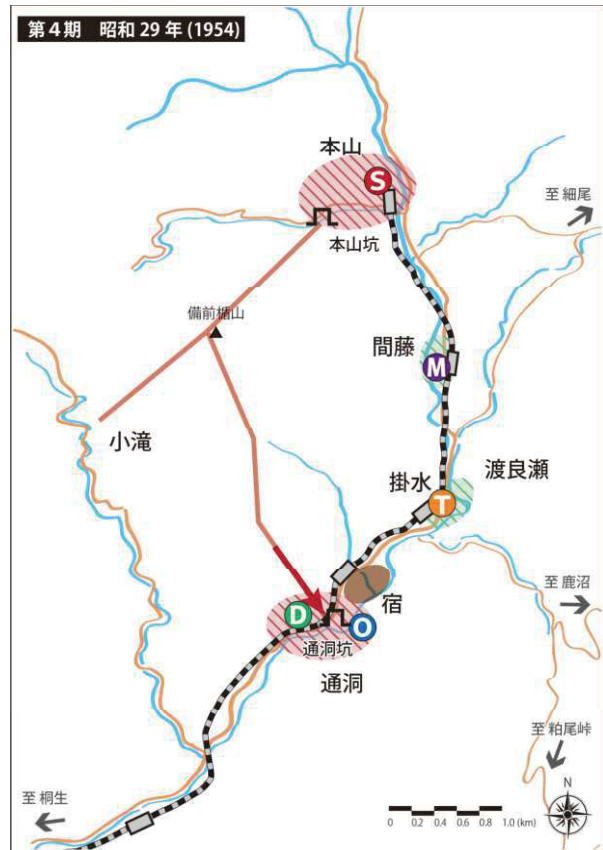 第4期 昭和29年(1954)
本山
S
至 細尾
本山坑
備前楯山
間藤
M
小滝
渡良瀬
掛水
T
至 鹿沼
宿
D
O
通洞坑
通洞
至 粕尾峠
至 桐生
N
0 0.2 0.4 0.6 0.8 1.0 (km)